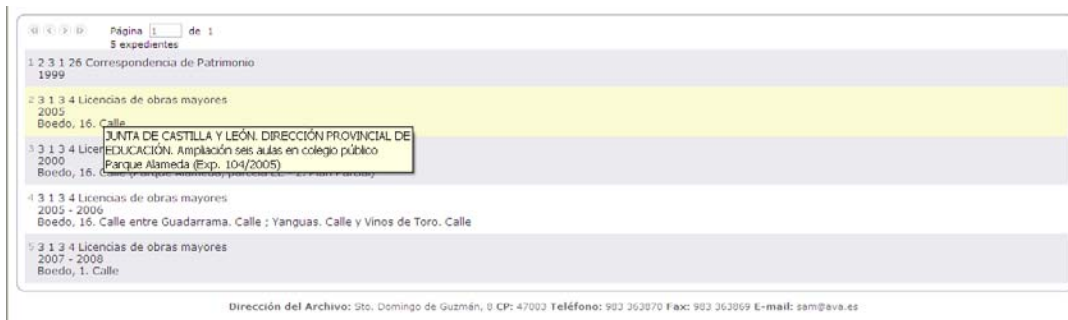 Página 1 de 1
5 expedientes
1 2 3 1 26 Correspondencia de Patrimonio
1999
2 3 1 3 4 Licencias de obras mayores
2005
Boedo, 16. Calle
JUNTA DE CASTILLA Y LEÓN. DIRECCIÓN PROVINCIAL DE
EDUCACIÓN. Ampliación seis aulas en colegio público
Parque Alameda (Exp. 104/2005)
3 3 1 3 4
2000
Boedo, 16.
4 3 1 3 4 Licencias de obras mayores
2005 - 2006
Boedo, 16. Calle entre Guadarrama. Calle ; Yanguas. Calle y Vinos de Toro. Calle
5 3 1 3 4 Licencias de obras mayores
2007 - 2008
Boedo, 1. Calle
Dirección del Archivo: Sto. Domingo de Guzmán, 8 CP: 47003 Teléfono: 983 363870 Fax: 983 363869 E-mail: sam@ava.es